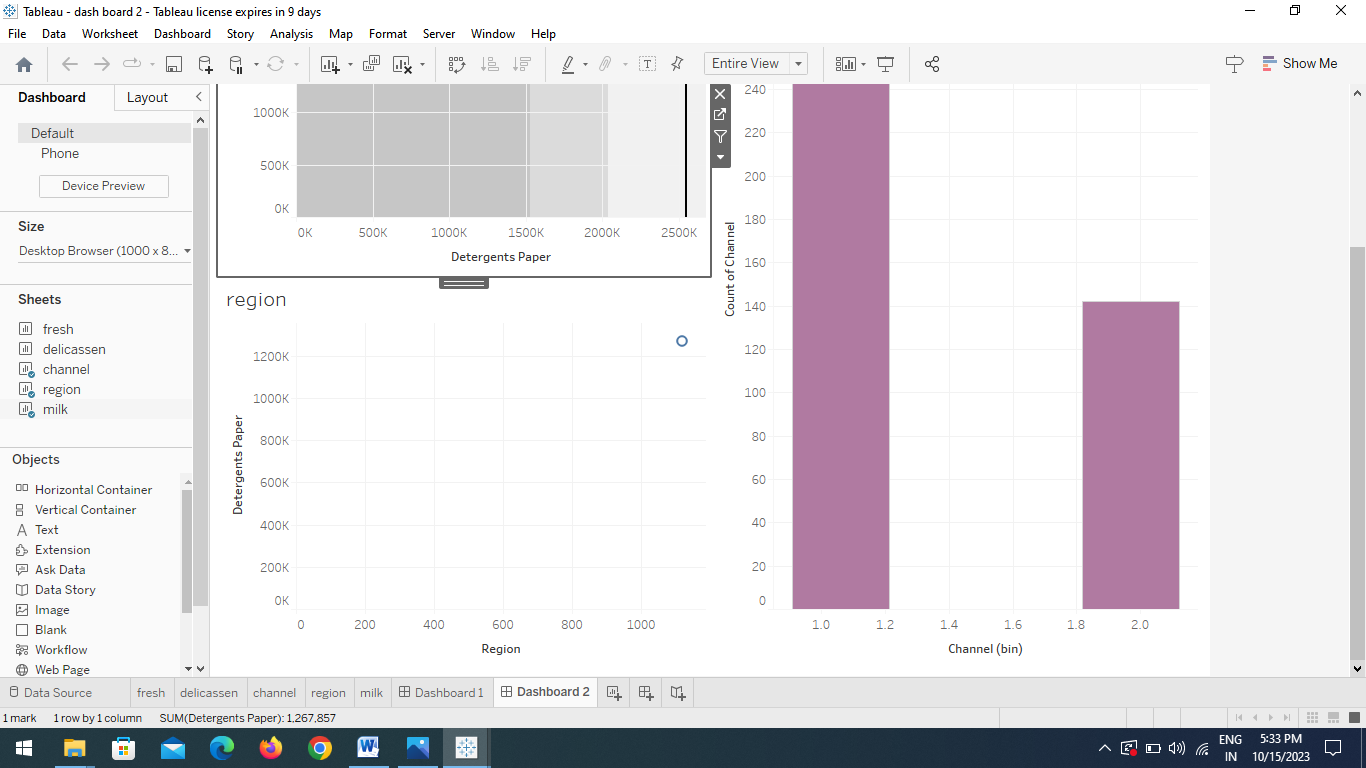 Tableau - dash board 2 - Tableau license expires in 9 days
File Data Worksheet Dashboard Story Analysis Map Format Server Window Help
Entire View
Show Me
Dashboard Layout
Default
Phone
Device Preview
Size
Desktop Browser (1000 x 8...
Sheets
fresh
delicassen
channel
region
milk
Objects
Horizontal Container
Vertical Container
Text
Extension
Ask Data
Data Story
Image
Blank
Workflow
Web Page
1000K
500K
0K
0K 500K 1000K 1500K 2000K 2500K
Detergents Paper
region
Detergents Paper
1200K
1000K
800K
600K
400K
200K
0K
0 200 400 600 800 1000
Region
Count of Channel
240
220
200
180
160
140
120
100
80
60
40
20
0
1.0 1.2 1.4 1.6 1.8 2.0
Channel (bin)
Data Source fresh delicassen channel region milk Dashboard 1 Dashboard 2
1 mark 1 row by 1 column SUM(Detergents Paper): 1,267,857
ENG
IN
5:33 PM
10/15/2023